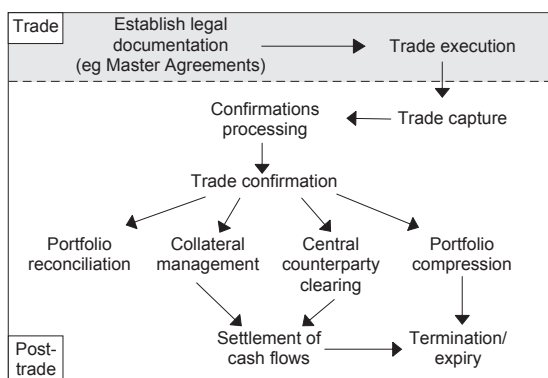 Trade
Establish legal
documentation
(eg Master Agreements)
Trade execution
Confirmations
processing
Trade capture
Trade confirmation
Portfolio
reconciliation
Collateral
management
Central
counterparty
clearing
Portfolio
compression
Settlement of
cash flows
Termination/
expiry
Post-
trade